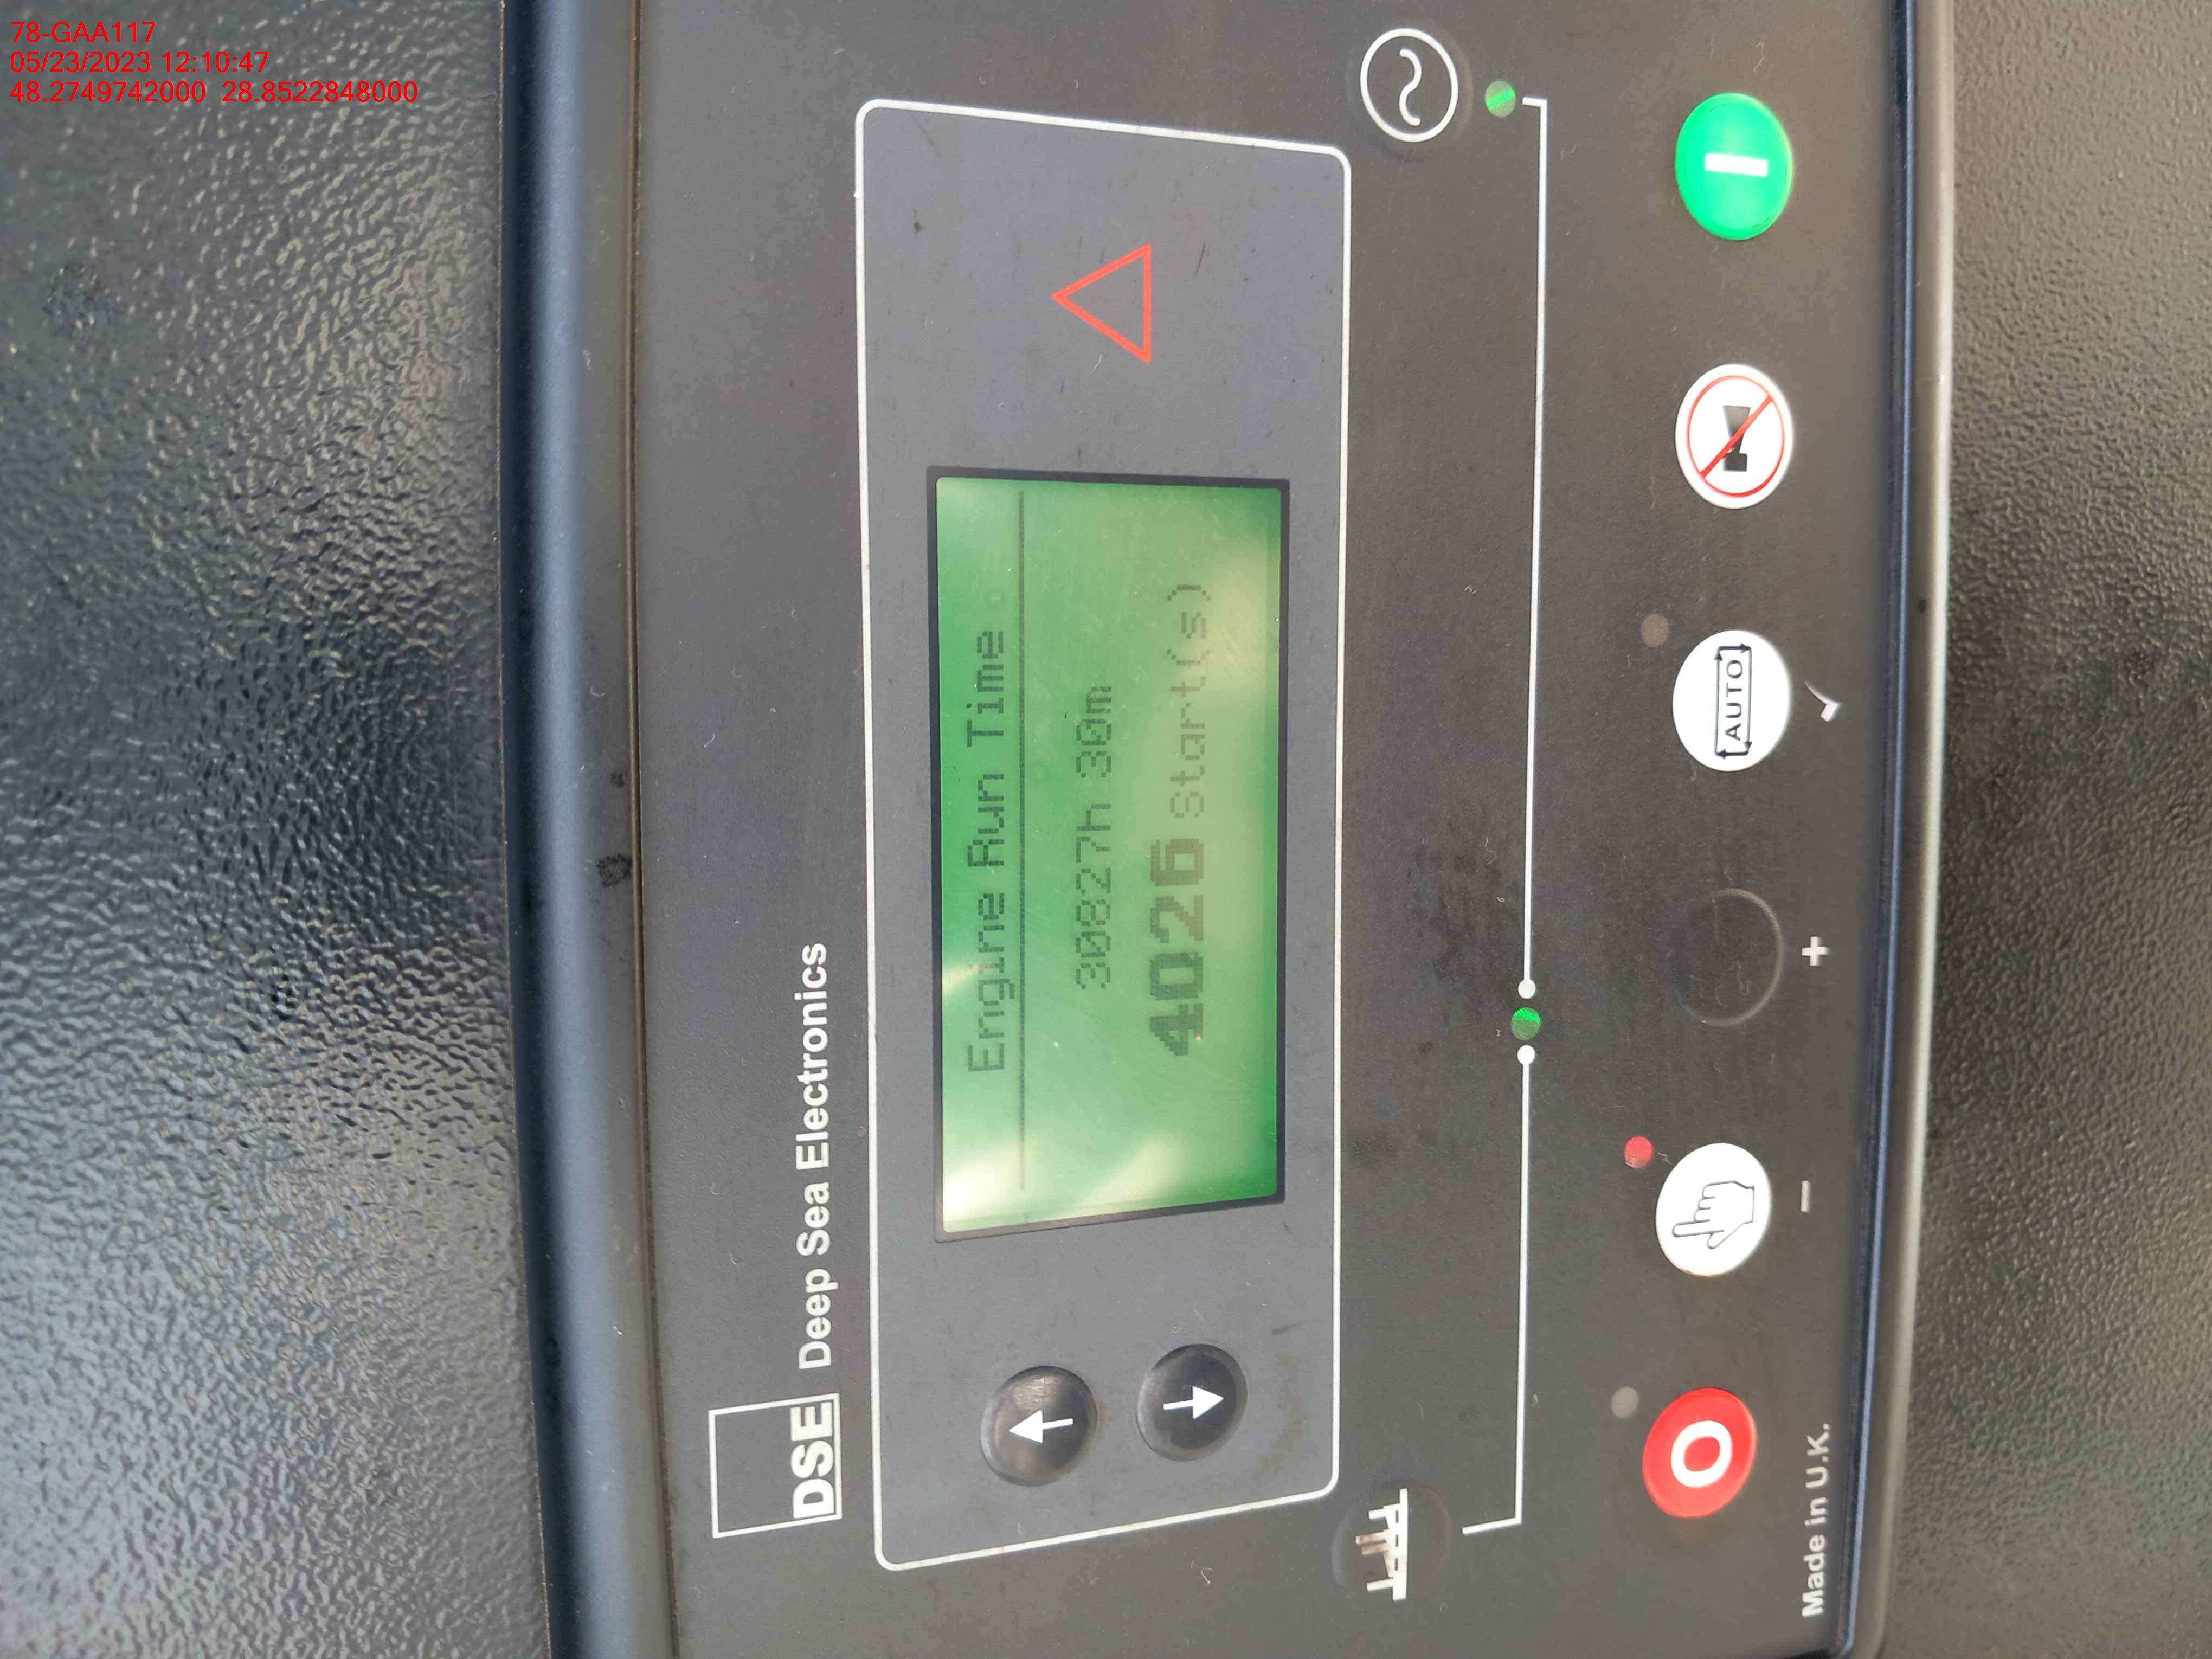 78-GAA117
05/23/2023 12:10:47
48.2749742000 28.8522848000
DSE Deep Sea Electronics
Engine Run Time
30827h 30m
4026 Start(s)
AUTO
Made in U.K.